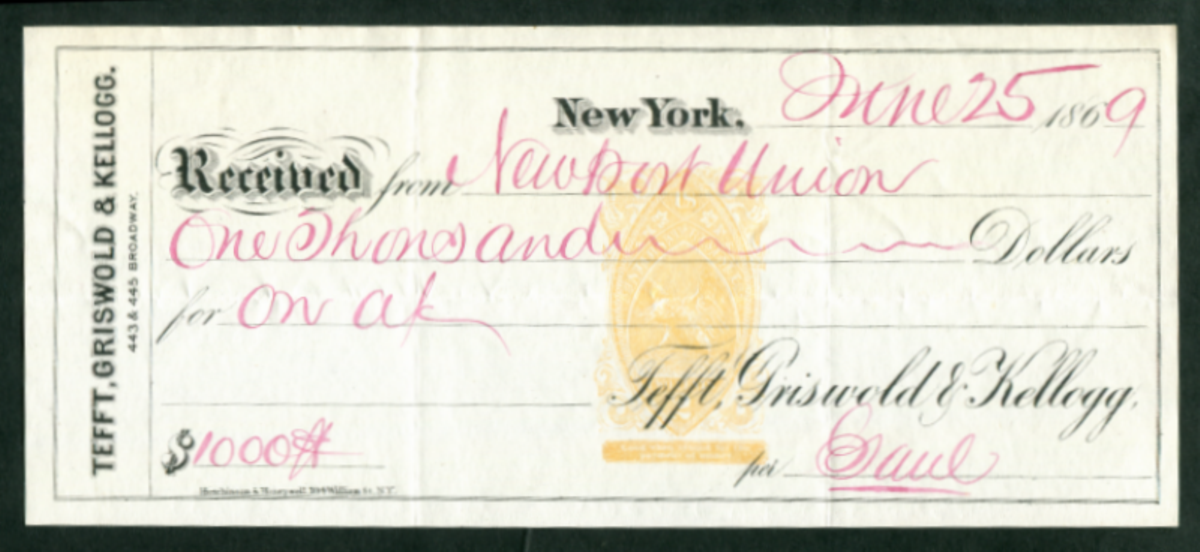 TEFFT, GRISWOLD & KELLOGG.
443 & 445 BROADWAY.
New York. June 25 1869
Received from Newport Union
One Thousand Dollars
for on a/c
Tefft, Griswold & Kellogg,
$1000
per